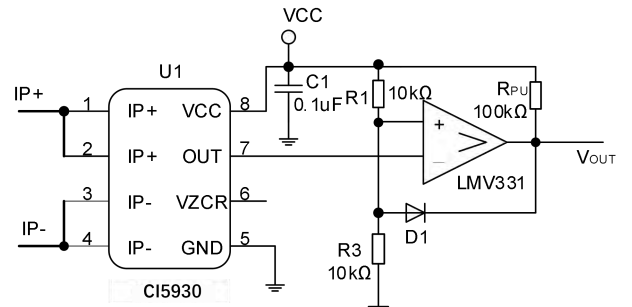 VCC
U1
C1
0.1uF
R1
10kΩ
RPU
100kΩ
IP+
1
IP+
VCC
8
+
2
IP+
OUT
7
−
VOUT
LMV331
3
IP-
VZCR
6
IP-
D1
4
IP-
GND
5
R3
10kΩ
CI5930